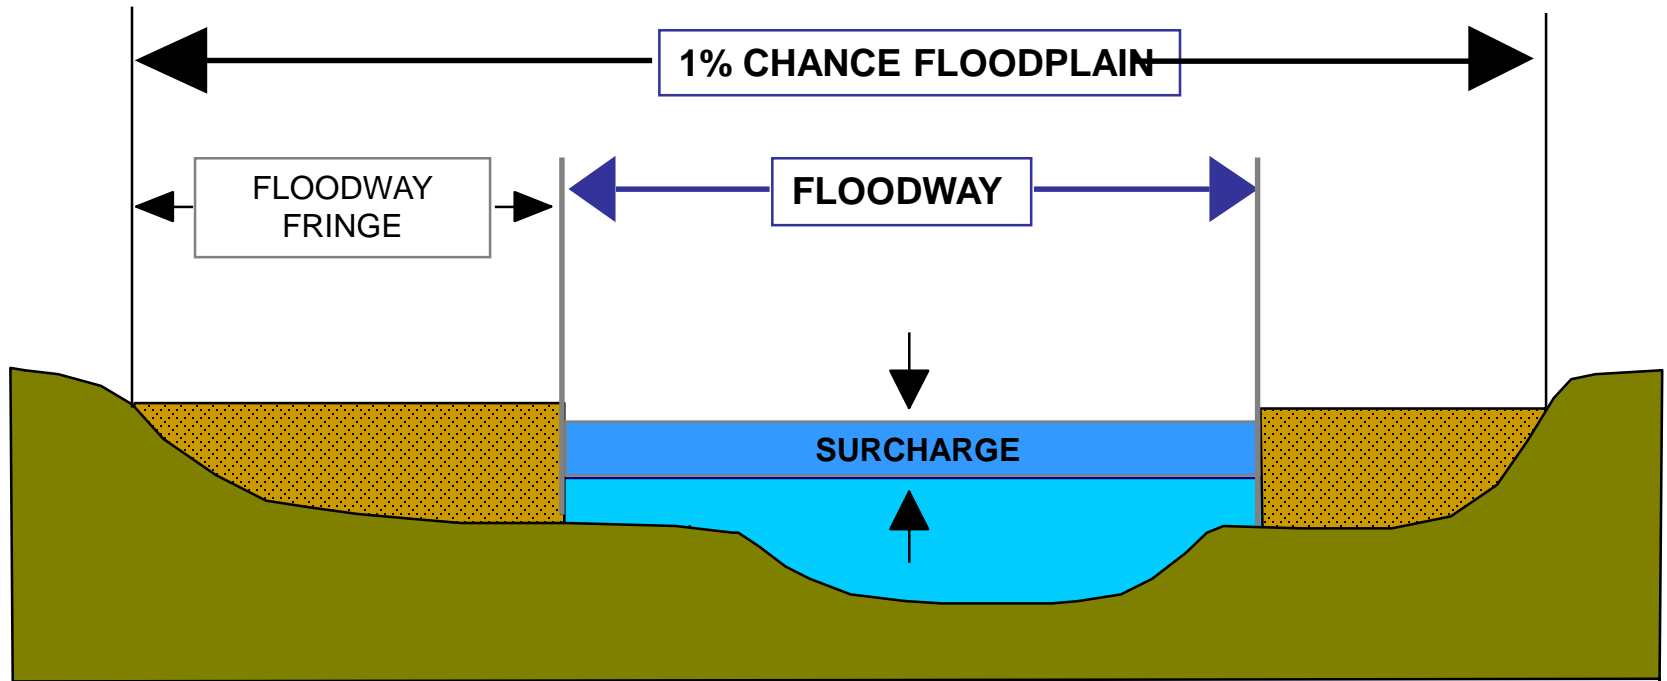 1% CHANCE FLOODPLAIN
FLOODWAY
FRINGE
FLOODWAY
SURCHARGE